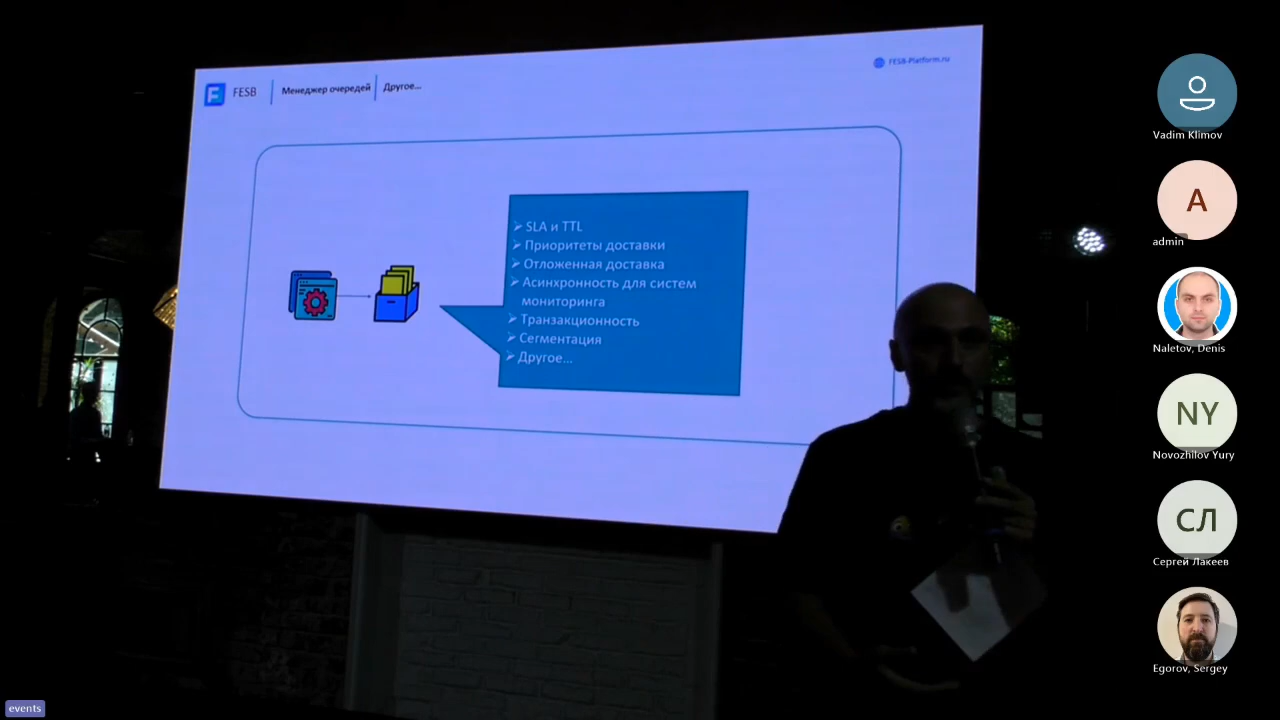 FESB
Менеджер очередей
Другое...
FESB-Platform.ru
SLA и TTL
Приоритеты доставки
Отложенная доставка
Асинхронность для систем
мониторинга
Транзакционность
Сегментация
Другое...
Vadim Klimov
A
admin
Naletov, Denis
NY
Novozhilov Yury
СЛ
Сергей Лакеев
Egorov, Sergey
events